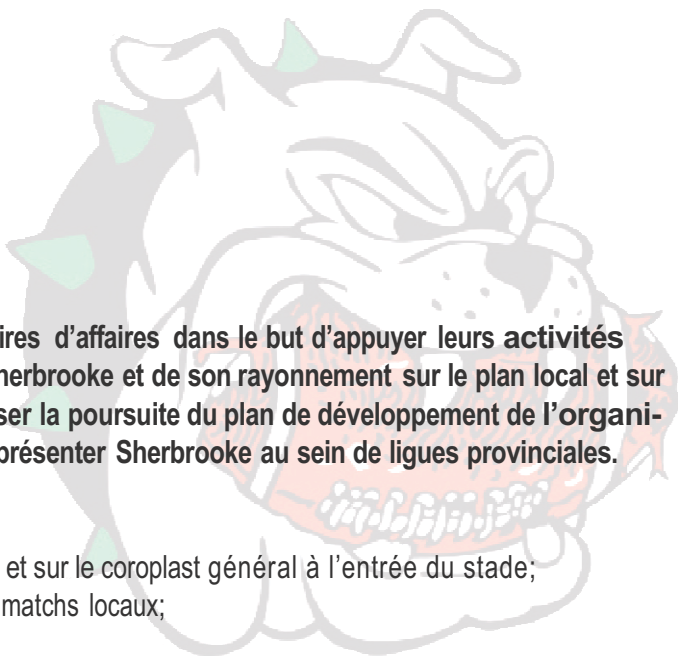 ires d’affaires dans le but d’appuyer leurs activités
herbrooke et de son rayonnement sur le plan local et sur
ser la poursuite du plan de développement de l’organi-
présenter Sherbrooke au sein de ligues provinciales.
et sur le coroplast général à l’entrée du stade;
matchs locaux;